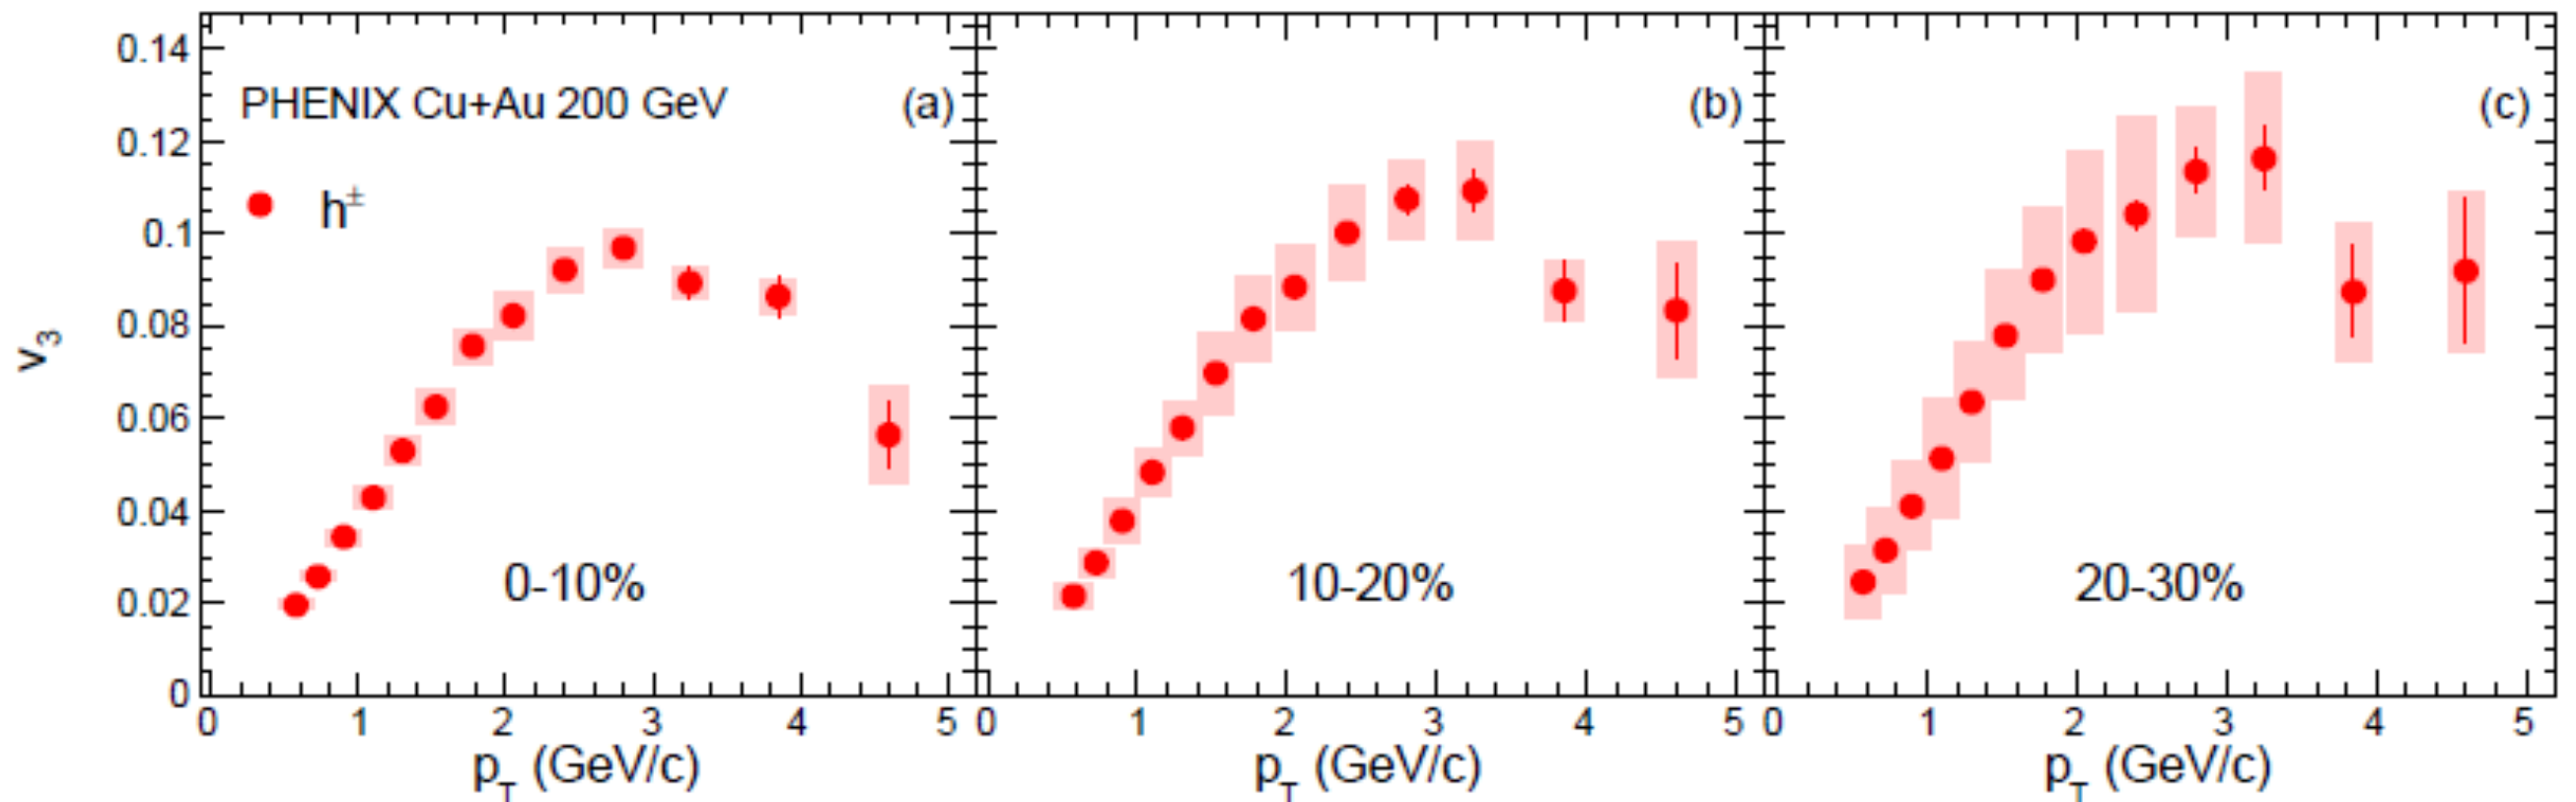 0.14
PHENIX Cu+Au 200 GeV (a) (b) (c)
0.12
h±
0.1
0.08
v3
0.06
0.04
0-10% 10-20% 20-30%
0.02
0
0 1 2 3 4 5 0 1 2 3 4 5 0 1 2 3 4 5
pT (GeV/c) pT (GeV/c) pT (GeV/c)